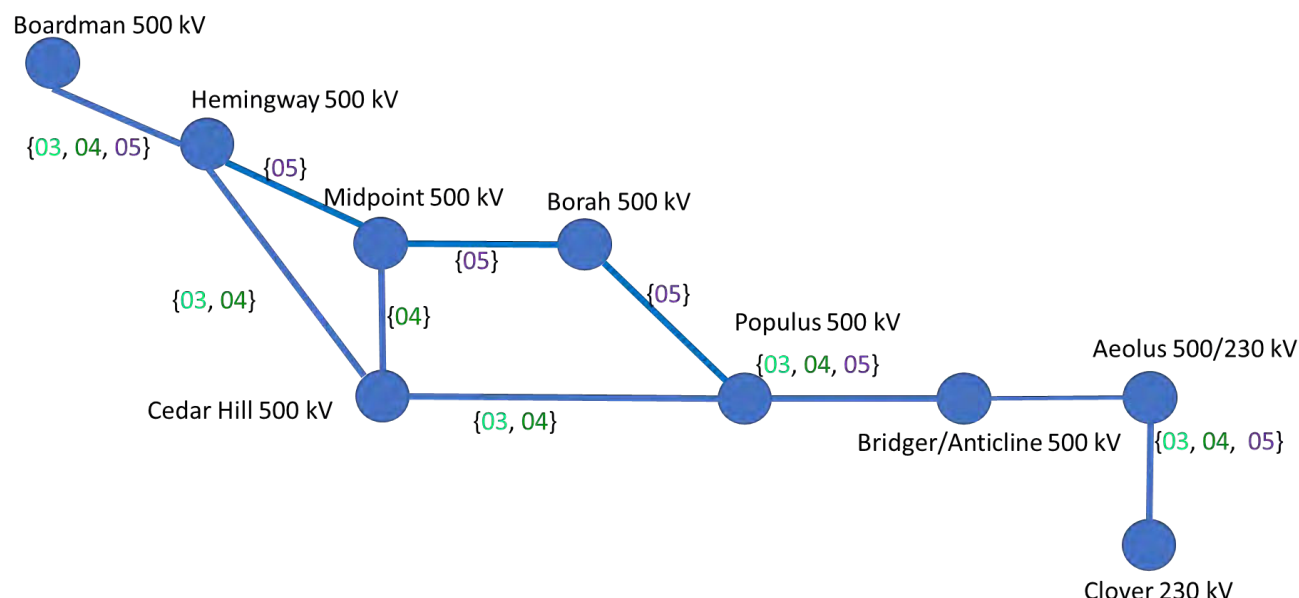 Boardman 500 kV
Hemingway 500 kV
{03, 04, 05}
{05}
Midpoint 500 kV
Borah 500 kV
{05}
{03, 04}
{05}
{04}
Populus 500 kV
{03, 04, 05}
Aeolus 500/230 kV
Cedar Hill 500 kV
{03, 04}
Bridger/Anticline 500 kV
{03, 04, 05}
Clover 230 kV